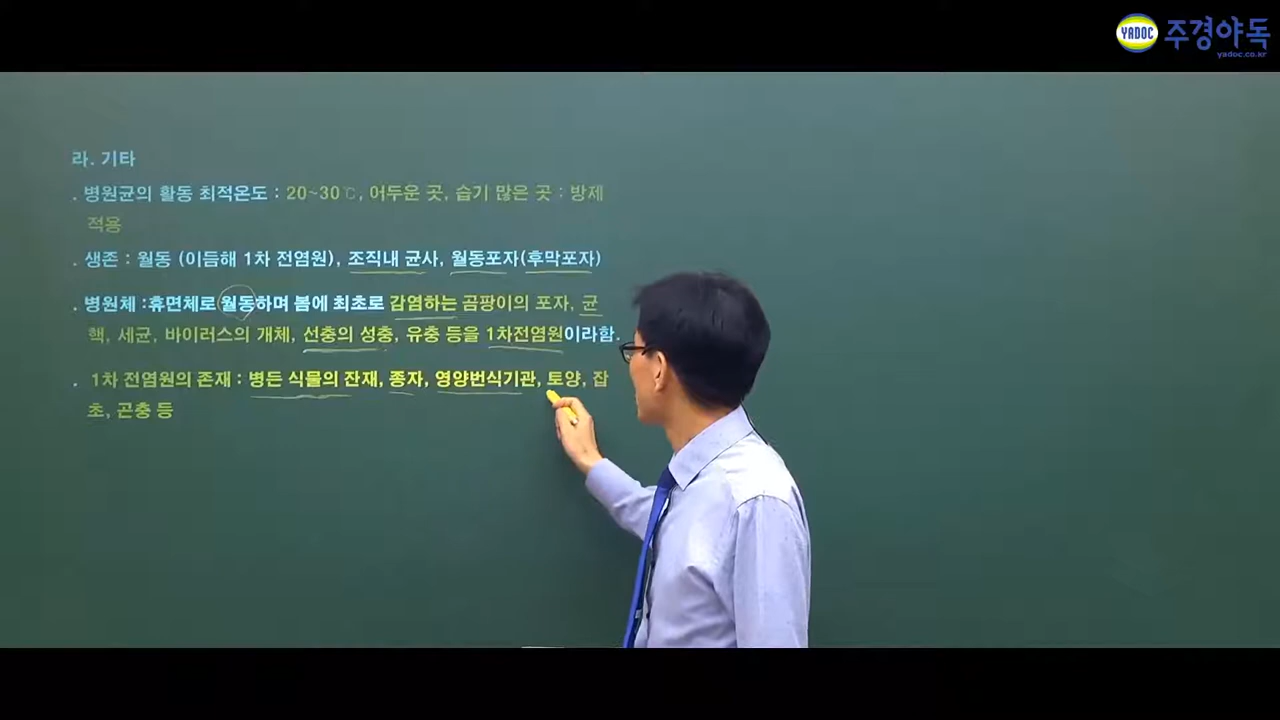 YADOC 주경야독
yadoc.co.kr
라. 기타
. 병원균의 활동 최적온도 : 20~30℃, 어두운 곳, 습기 많은 곳 : 방제
적용
. 생존 : 월동 (이듬해 1차 전염원), 조직내 균사, 월동포자(후막포자)
. 병원체 :휴면체로 월동하며 봄에 최초로 감염하는 곰팡이의 포자, 균
핵, 세균, 바이러스의 개체, 선충의 성충, 유충 등을 1차전염원이라함.
. 1차 전염원의 존재 : 병든 식물의 잔재, 종자, 영양번식기관, 토양, 잡
초, 곤충 등